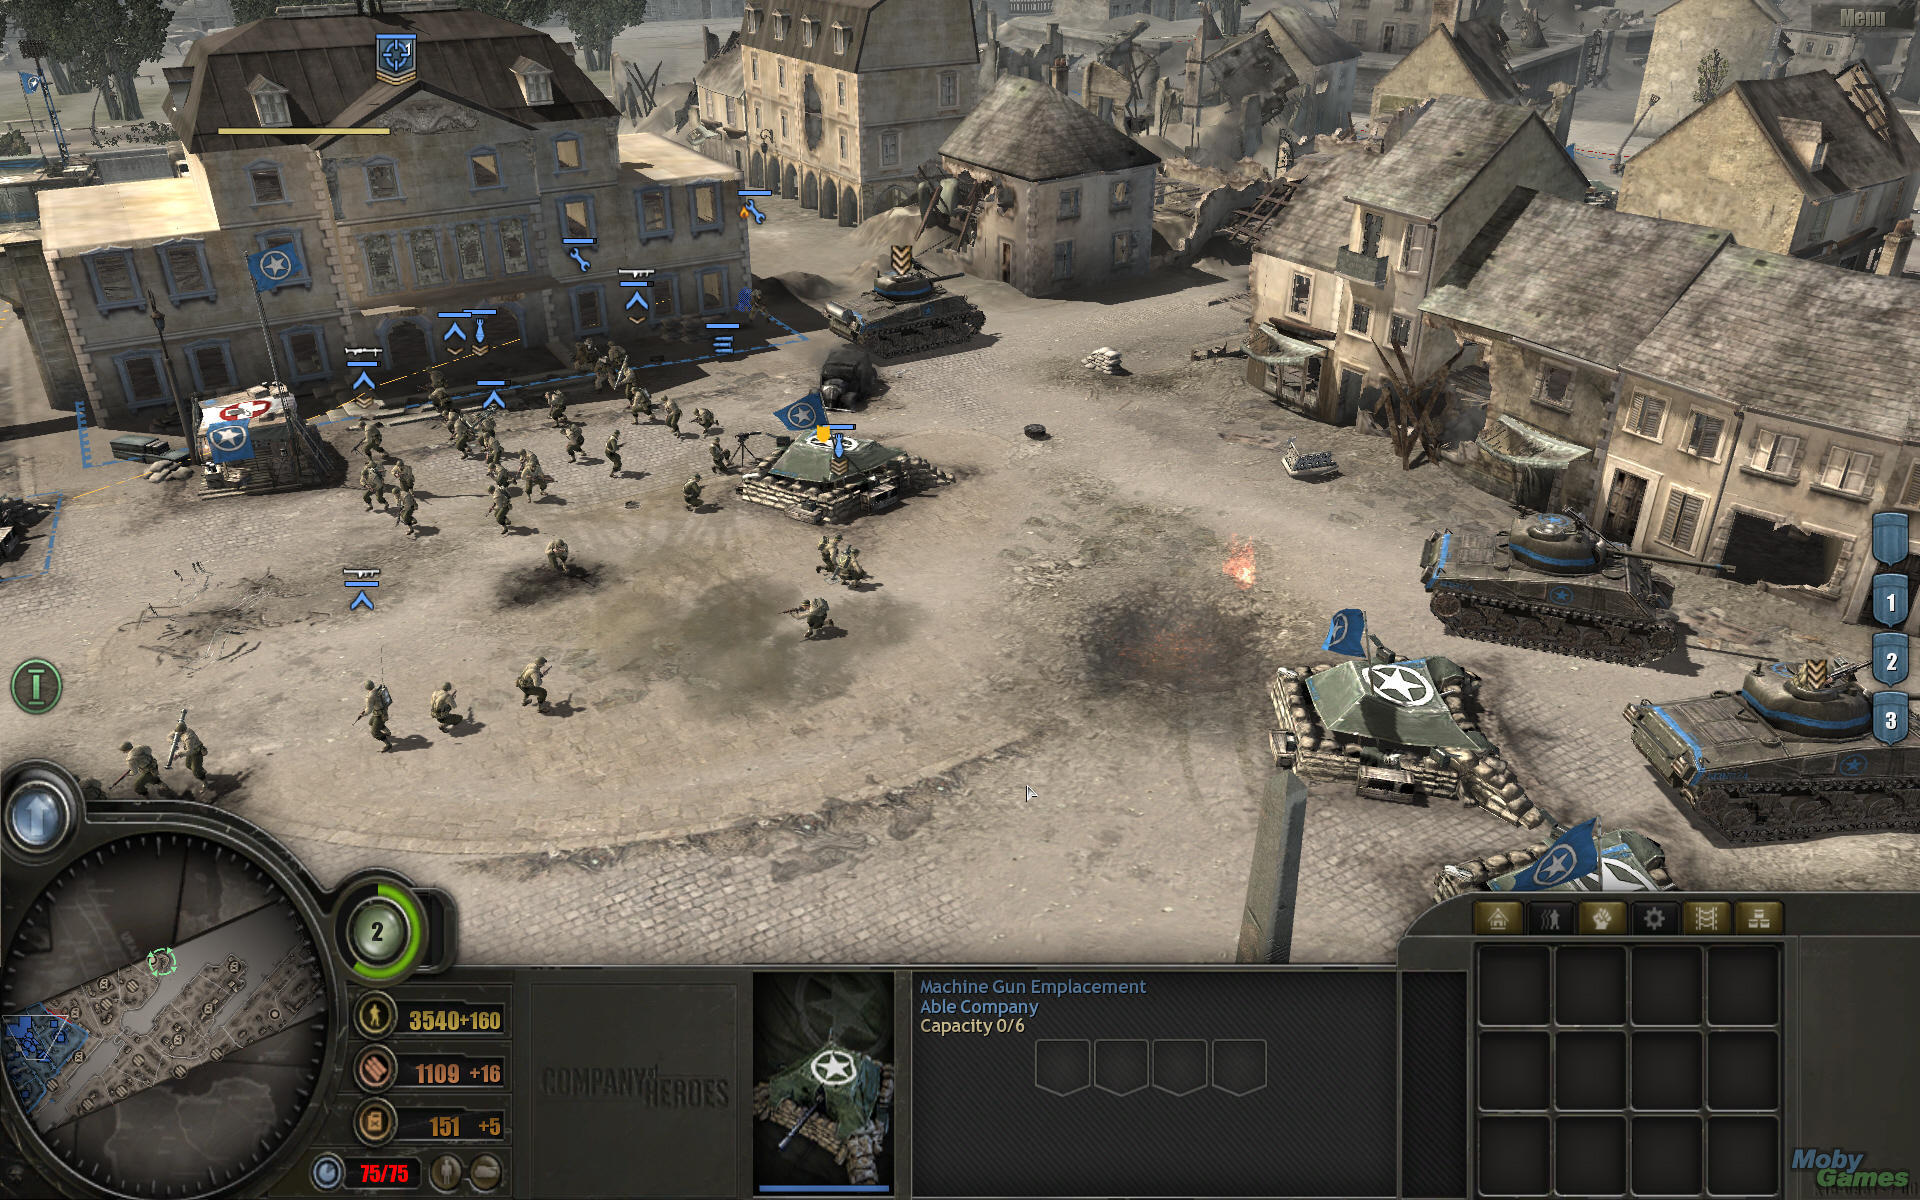 Menu
1
1
2
3
2
3540+160
1109 +16
151 +5
75/75
COMPANY of HEROES
Machine Gun Emplacement
Able Company
Capacity 0/6
Moby Games